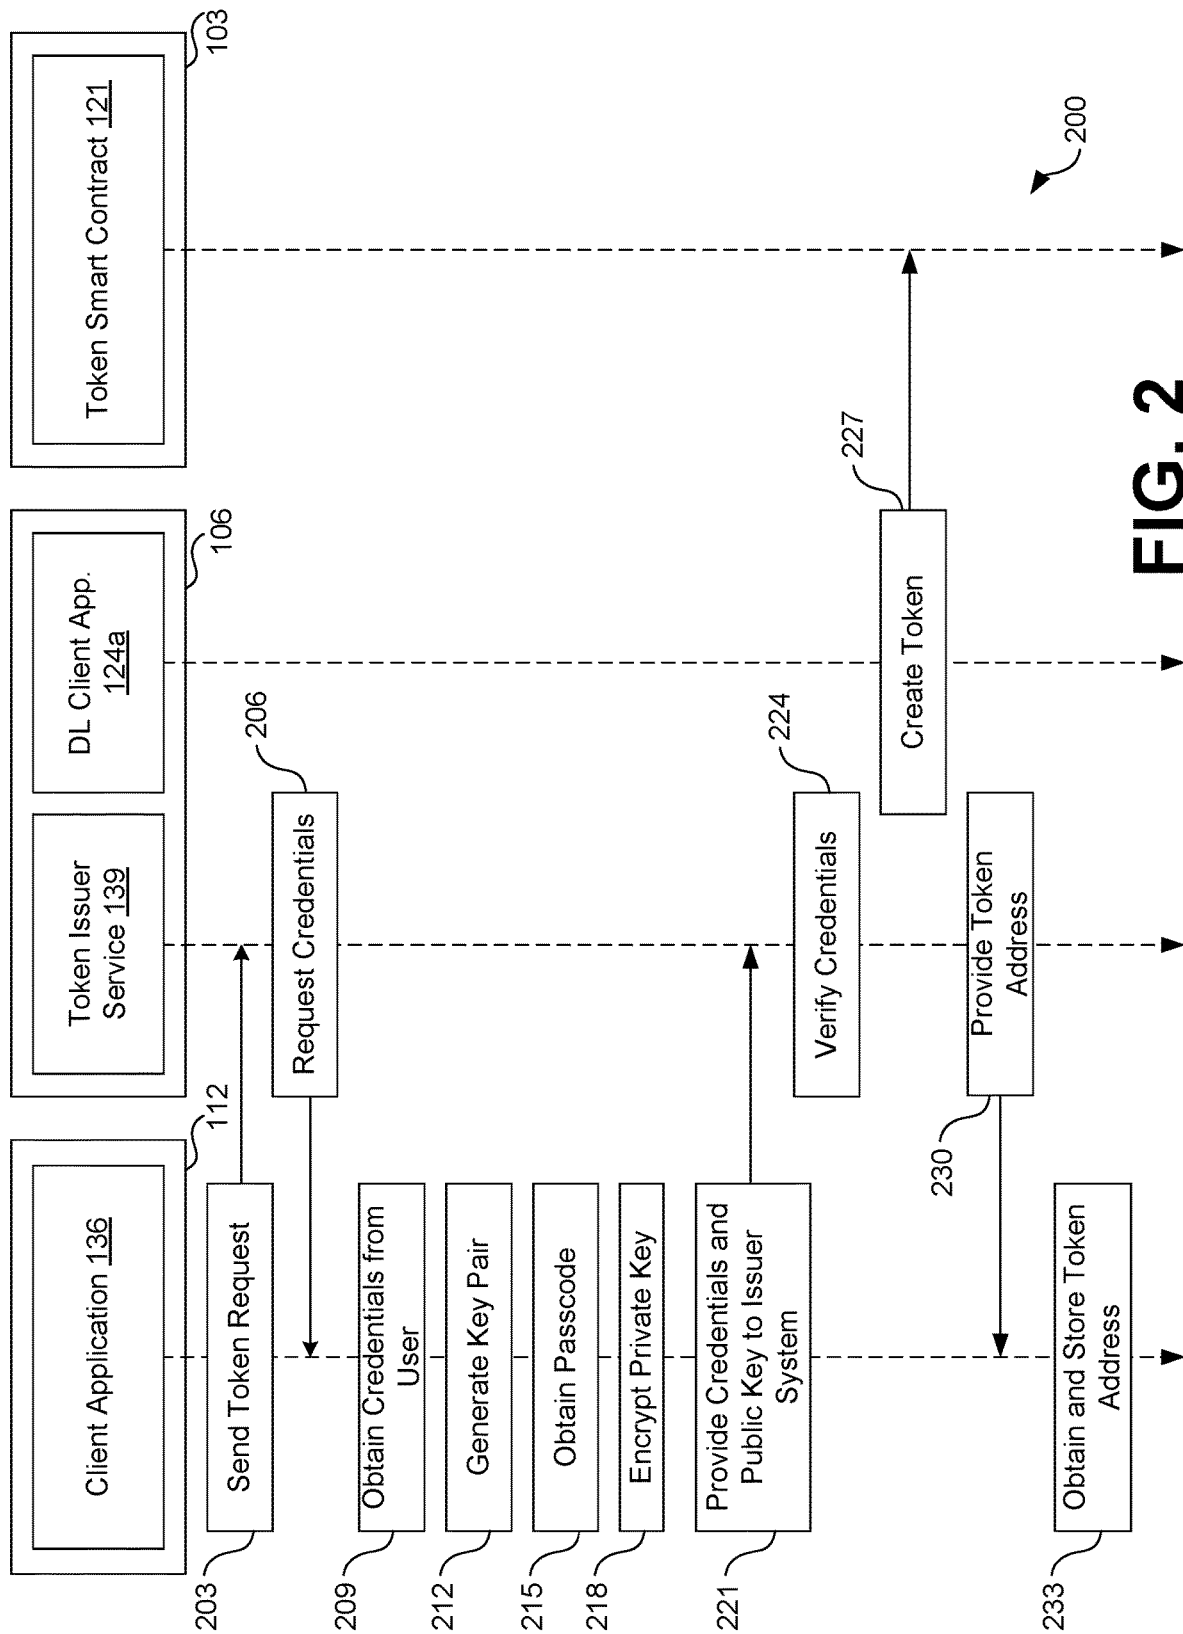 Client Application 136
112
Token Issuer
Service 139
DL Client App.
124a
106
Token Smart Contract 121
103
203
Send Token Request
206
Request Credentials
209
Obtain Credentials from
User
212
Generate Key Pair
215
Obtain Passcode
218
Encrypt Private Key
221
Provide Credentials and
Public Key to Issuer
System
224
Verify Credentials
227
Create Token
230
Provide Token
Address
233
Obtain and Store Token
Address
200
FIG. 2